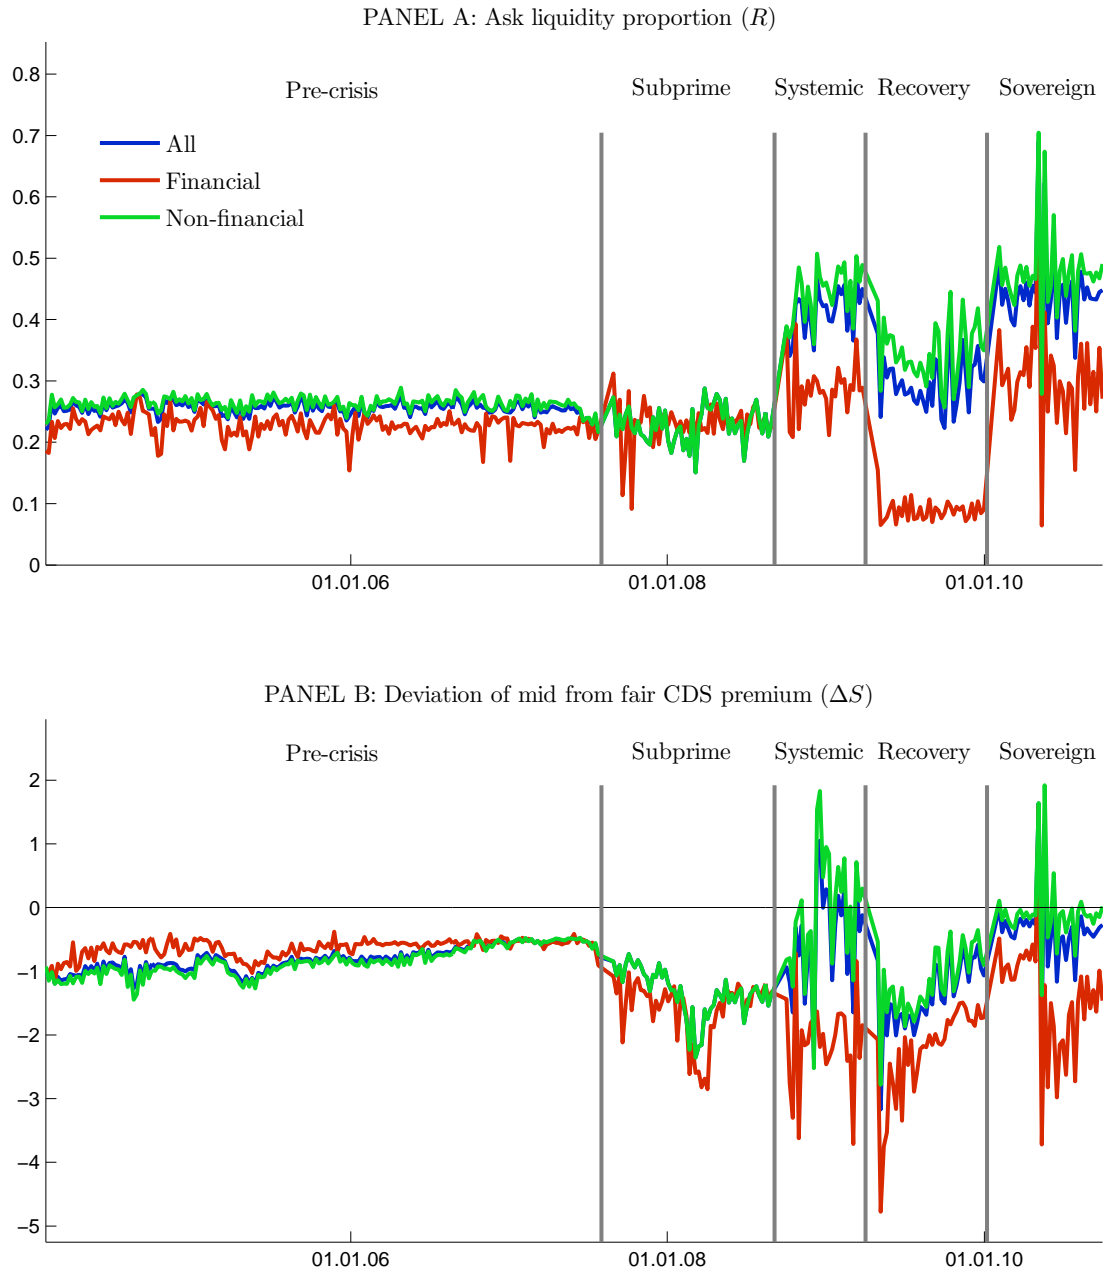 PANEL A: Ask liquidity proportion (R)
Pre-crisis Subprime Systemic Recovery Sovereign
All
Financial
Non-financial
0.8
0.7
0.6
0.5
0.4
0.3
0.2
0.1
0
01.01.06 01.01.08 01.01.10
PANEL B: Deviation of mid from fair CDS premium (ΔS)
Pre-crisis Subprime Systemic Recovery Sovereign
2
1
0
−1
−2
−3
−4
−5
01.01.06 01.01.08 01.01.10